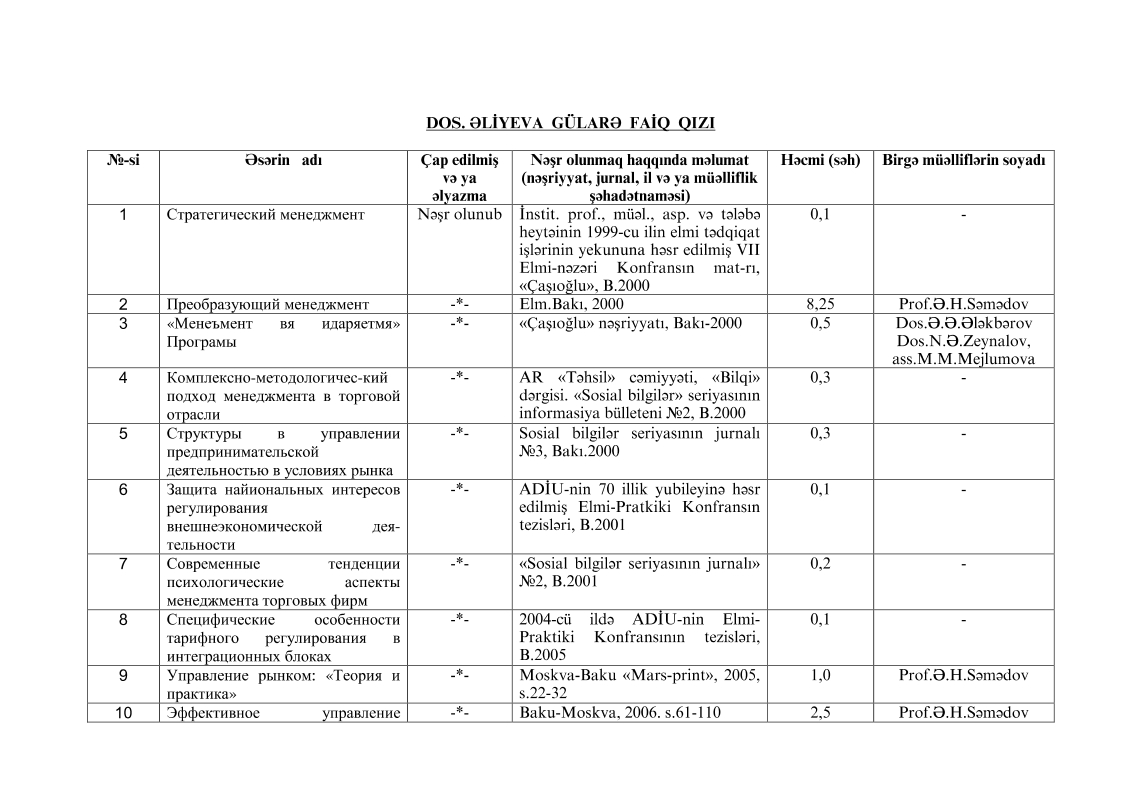 DOS. ƏLİYEVA GÜLARƏ FAİQ QIZI
№-si Əsərin adı Çap edilmiş və ya əlyazma Nəşr olunmaq haqqında məlumat (nəşriyyat, jurnal, il və ya müəlliflik şəhadətnaməsi) Həcmi (səh) Birgə müəlliflərin soyadı
1 Стратегический менеджмент Nəşr olunub İnstit. prof., müəl., asp. və tələbə
heytəinin 1999-cu ilin elmi tədqiqat
işlərinin yekununa həsr edilmiş VII
Elmi-nəzəri Konfransın mat-rı,
«Çaşıoğlu», B.2000 0,1 -
2 Преобразующий менеджмент -*- Elm.Bakı, 2000 8,25 Prof.Ə.H.Səmədov
3 «Менеъмент вя идаряетмя»
Програмы -*- «Çaşıoğlu» nəşriyyatı, Bakı-2000 0,5 Dos.Ə.Ə.Ələkbərov
Dos.N.Ə.Zeynalov,
ass.M.M.Mejlumova
4 Комплексно-методологичес-кий
подход менеджмента в торговой
отрасли -*- AR «Təhsil» cəmiyyəti, «Bilqi»
dərgisi. «Sosial bilgilər» seriyasının
informasiya bülleteni №2, B.2000 0,3 -
5 Структуры в управлении
предпринимательской
деятельностью в условиях рынка -*- Sosial bilgilər seriyasının jurnalı
№3, Bakı.2000 0,3 -
6 Защита найиональных интересов
регулирования
внешнеэкономической дея-
тельности -*- ADİU-nin 70 illik yubileyinə həsr
edilmiş Elmi-Pratkiki Konfransın
tezisləri, B.2001 0,1 -
7 Современные тенденции
психологические аспекты
менеджмента торговых фирм -*- «Sosial bilgilər seriyasının jurnalı»
№2, B.2001 0,2 -
8 Специфические особенности
тарифного регулирования в
интеграционных блоках -*- 2004-cü ildə ADİU-nin Elmi-
Praktiki Konfransının tezisləri,
B.2005 0,1 -
9 Управление рынком: «Теория и
практика» -*- Moskva-Baku «Mars-print», 2005,
s.22-32 1,0 Prof.Ə.H.Səmədov
10 Эффективное управление -*- Baku-Moskva, 2006. s.61-110 2,5 Prof.Ə.H.Səmədov